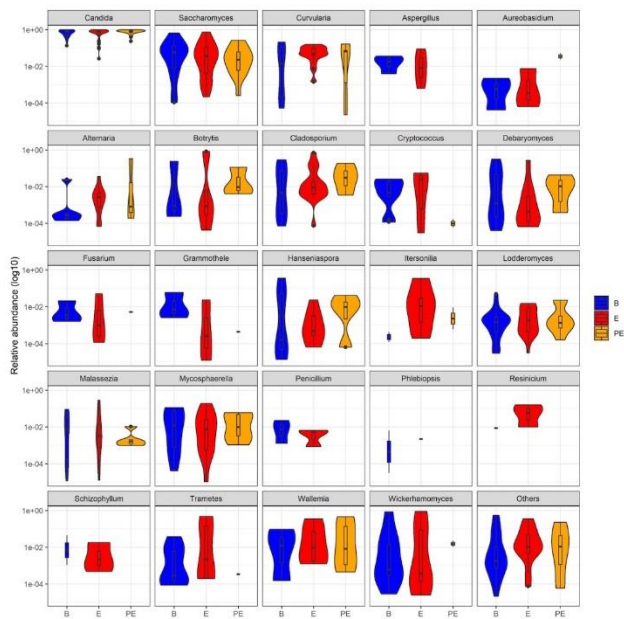 Candida Saccharomyces Curvularia Aspergillus Aureobasidium
1e+00
1e-02
1e-04
Alternaria Botrytis Cladosporium Cryptococcus Debaryomyces
1e+00
1e-02
1e-04
Fusarium Grammothele Hanseniaspora Itersonilia Lodderomyces
1e+00
1e-02
1e-04
Relative abundance (log10)
B
E
PE
Malassezia Mycosphaerella Penicillium Phlebiopsis Resinicium
1e+00
1e-02
1e-04
Schizophyllum Trametes Wallemia Wickerhamomyces Others
1e+00
1e-02
1e-04
B E PE B E PE B E PE B E PE B E PE